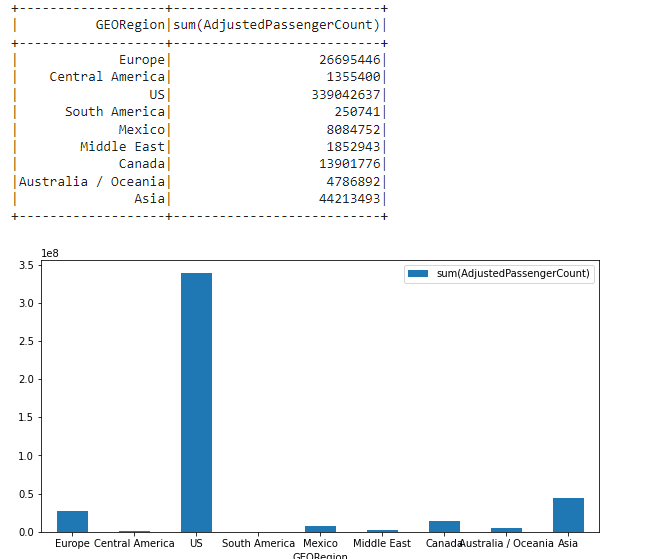 +------------------+--------------------------+
|         GEORegion|sum(AdjustedPassengerCount)|
+------------------+--------------------------+
|            Europe|                  26695446|
|   Central America|                   1355400|
|                US|                 339042637|
|     South America|                    250741|
|            Mexico|                   8084752|
|       Middle East|                   1852943|
|            Canada|                  13901776|
|Australia / Oceania|                   4786892|
|              Asia|                  44213493|
+------------------+--------------------------+
1e8
sum(AdjustedPassengerCount)
3.5
3.0
2.5
2.0
1.5
1.0
0.5
0.0
Europe Central America US South America Mexico Middle East Canada Australia / Oceania Asia
GEORegion